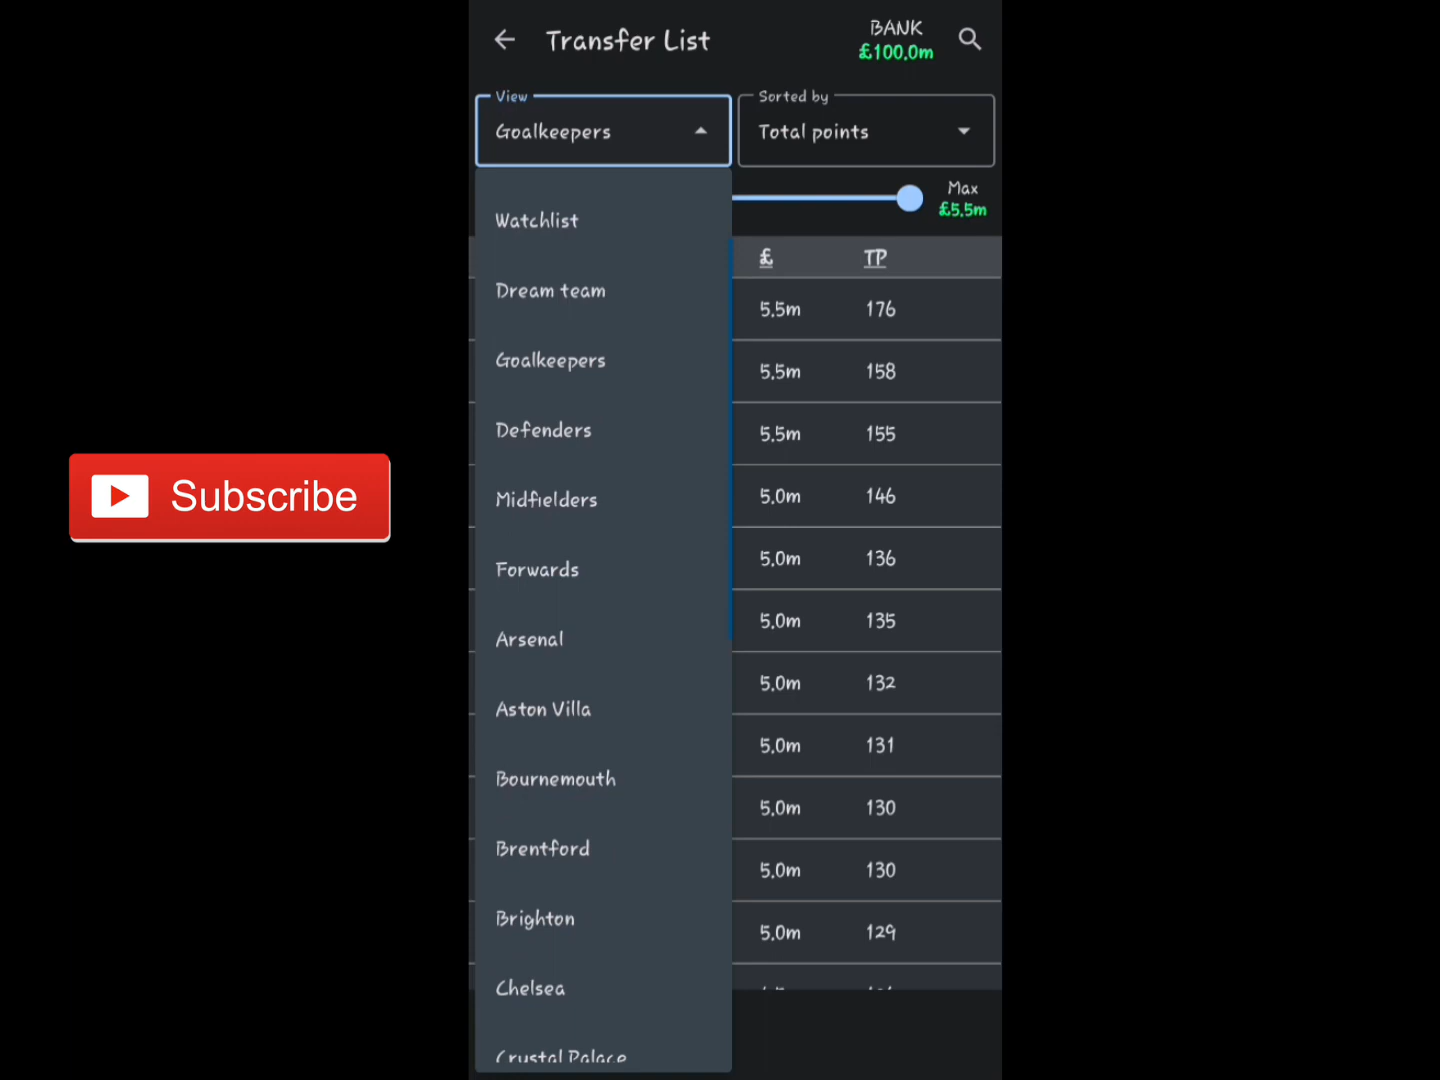 Transfer List
BANK
£100.0m
View
Goalkeepers
Sorted by
Total points
Max
£5.5m
Watchlist
Dream team
Goalkeepers
Defenders
Midfielders
Forwards
Arsenal
Aston Villa
Bournemouth
Brentford
Brighton
Chelsea
Crystal Palace
£ TP
5.5m 176
5.5m 158
5.5m 155
5.0m 146
5.0m 136
5.0m 135
5.0m 132
5.0m 131
5.0m 130
5.0m 130
5.0m 129
Subscribe